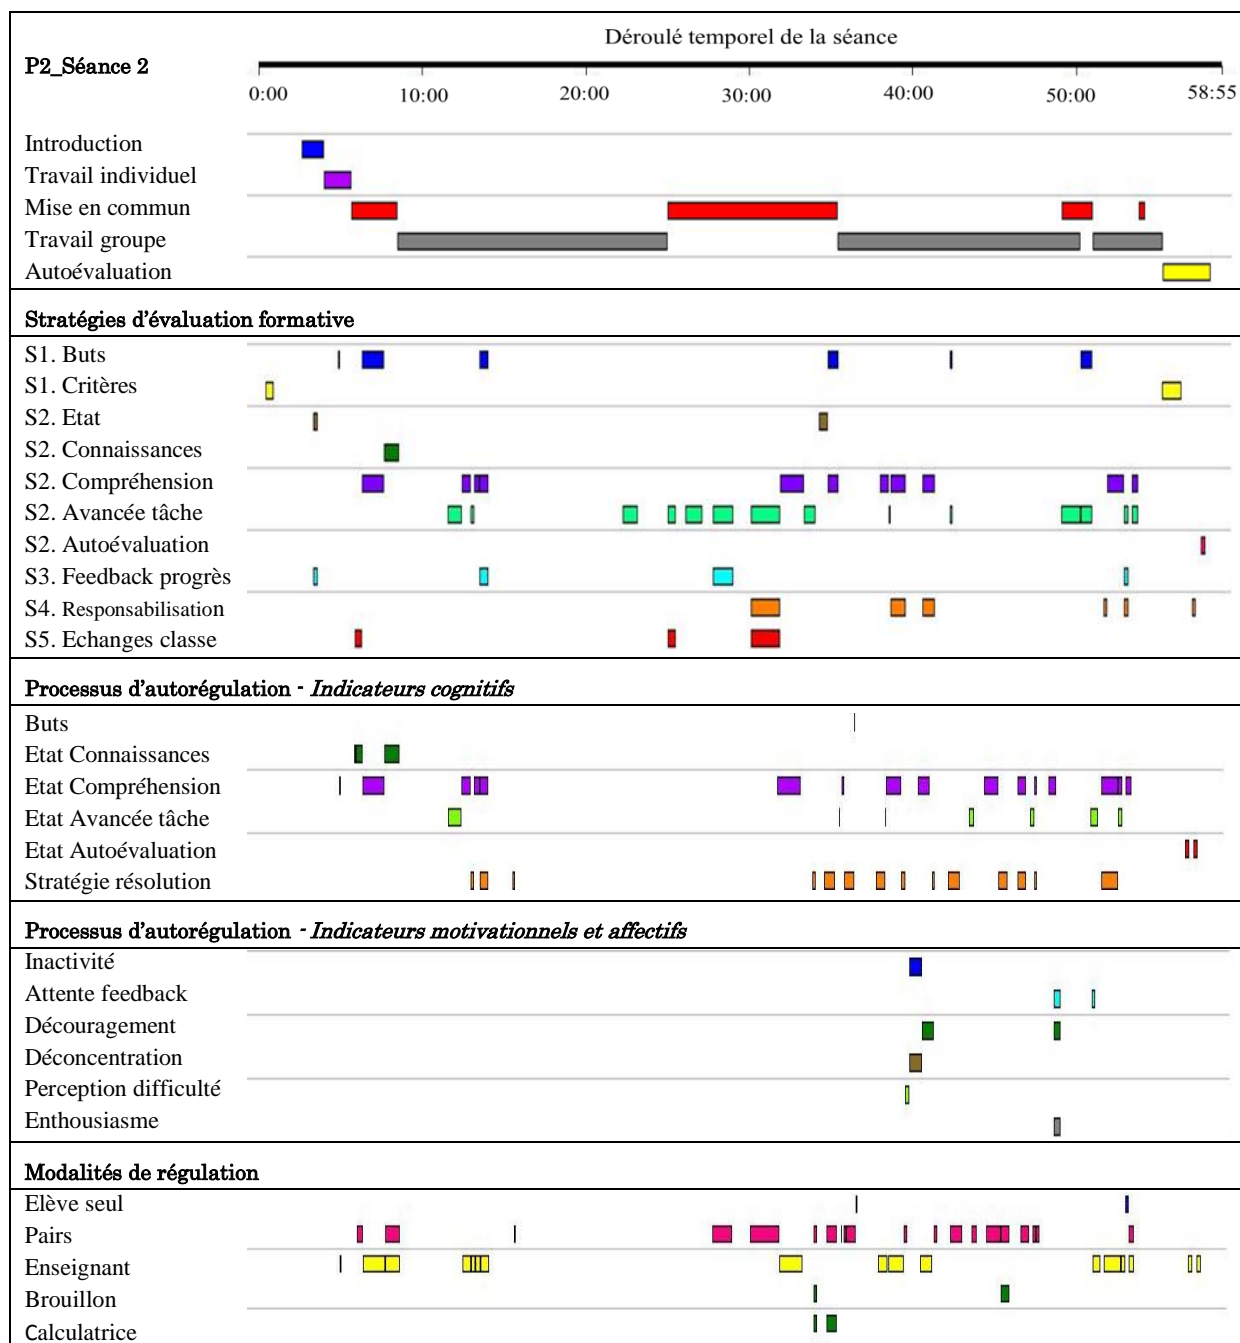 Déroulé temporel de la séance
P2_Séance 2
0:00 10:00 20:00 30:00 40:00 50:00 58:55
Introduction
Travail individuel
Mise en commun
Travail groupe
Autoévaluation
Stratégies d'évaluation formative
S1. Buts
S1. Critères
S2. Etat
S2. Connaissances
S2. Compréhension
S2. Avancée tâche
S2. Autoévaluation
S3. Feedback progrès
S4. Responsabilisation
S5. Echanges classe
Processus d'autorégulation - Indicateurs cognitifs
Buts
Etat Connaissances
Etat Compréhension
Etat Avancée tâche
Etat Autoévaluation
Stratégie résolution
Processus d'autorégulation - Indicateurs motivationnels et affectifs
Inactivité
Attente feedback
Découragement
Déconcentration
Perception difficulté
Enthousiasme
Modalités de régulation
Elève seul
Pairs
Enseignant
Brouillon
Calculatrice